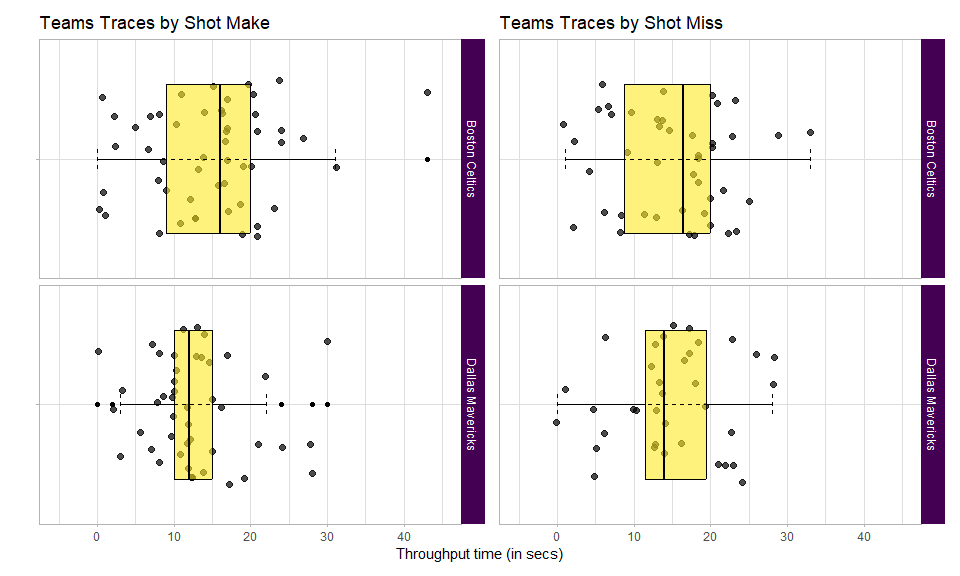 Teams Traces by Shot Make
Teams Traces by Shot Miss
Boston Celtics
Boston Celtics
Dallas Mavericks
Dallas Mavericks
0 10 20 30 40
0 10 20 30 40
Throughput time (in secs)